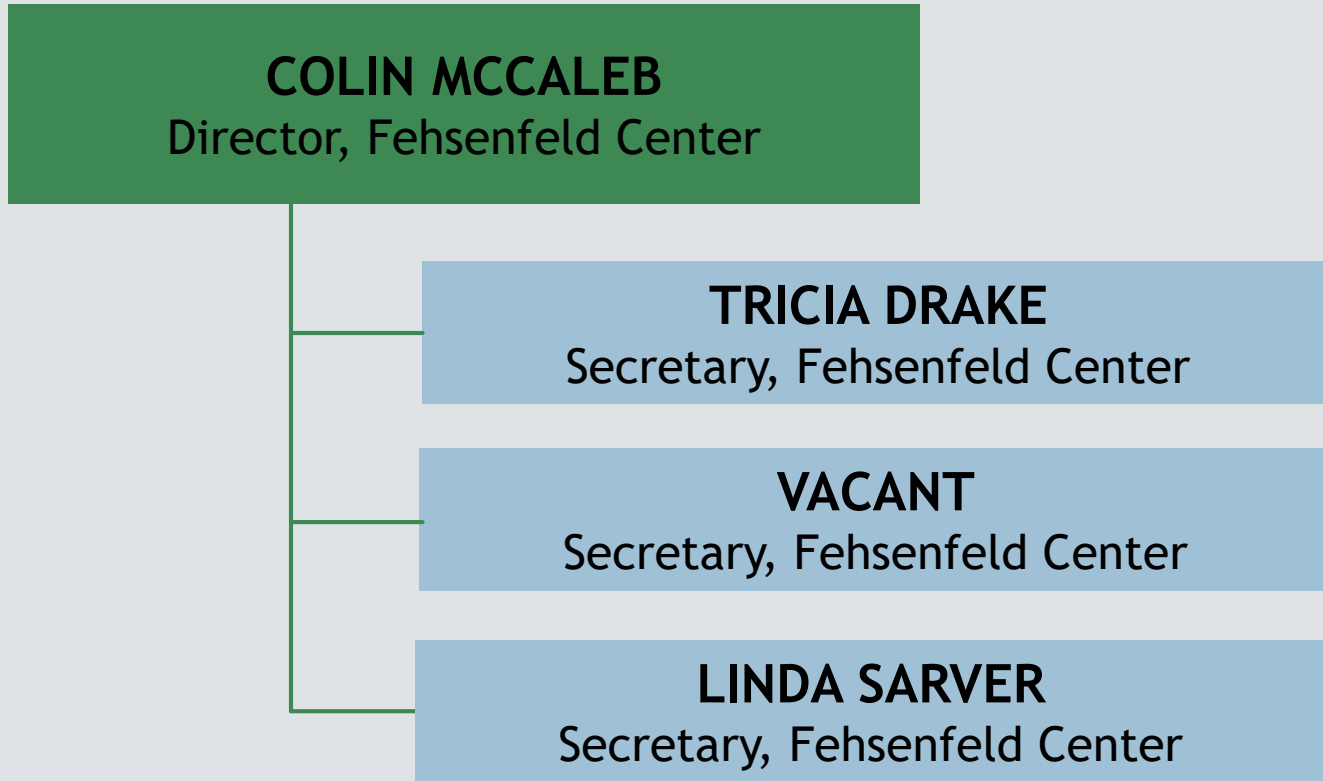 COLIN MCCALEB
Director, Fehsenfeld Center
TRICIA DRAKE
Secretary, Fehsenfeld Center
VACANT
Secretary, Fehsenfeld Center
LINDA SARVER
Secretary, Fehsenfeld Center